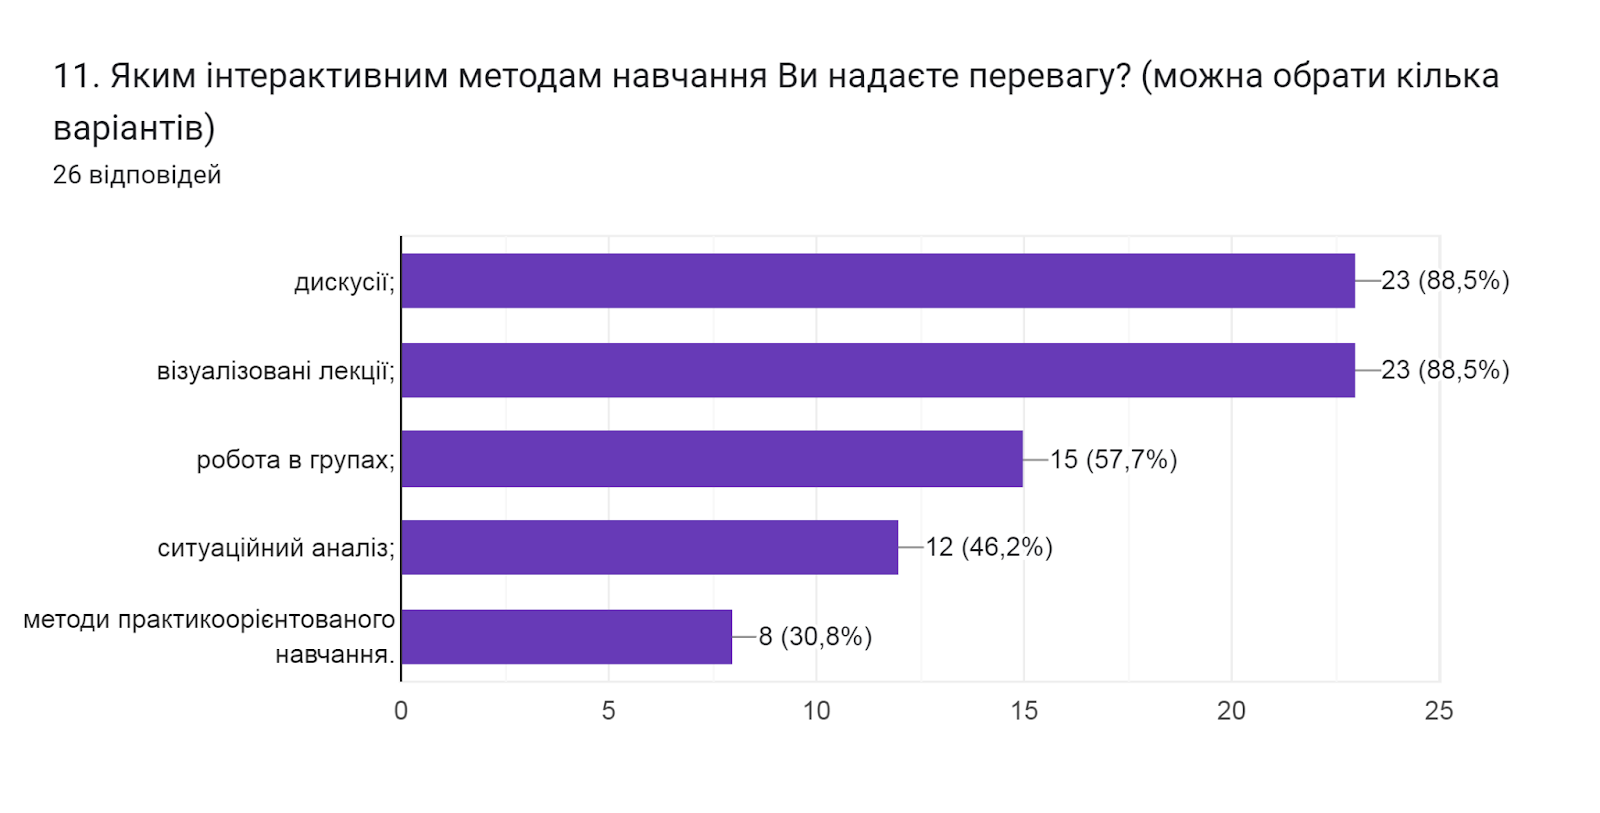 11. Яким інтерактивним методам навчання Ви надаєте перевагу? (можна обрати кілька
варіантів)
26 відповідей
дискусії;
23 (88,5%)
візуалізовані лекції;
23 (88,5%)
робота в групах;
15 (57,7%)
ситуаційний аналіз;
12 (46,2%)
методи практикоорієнтованого
навчання.
8 (30,8%)
0 5 10 15 20 25